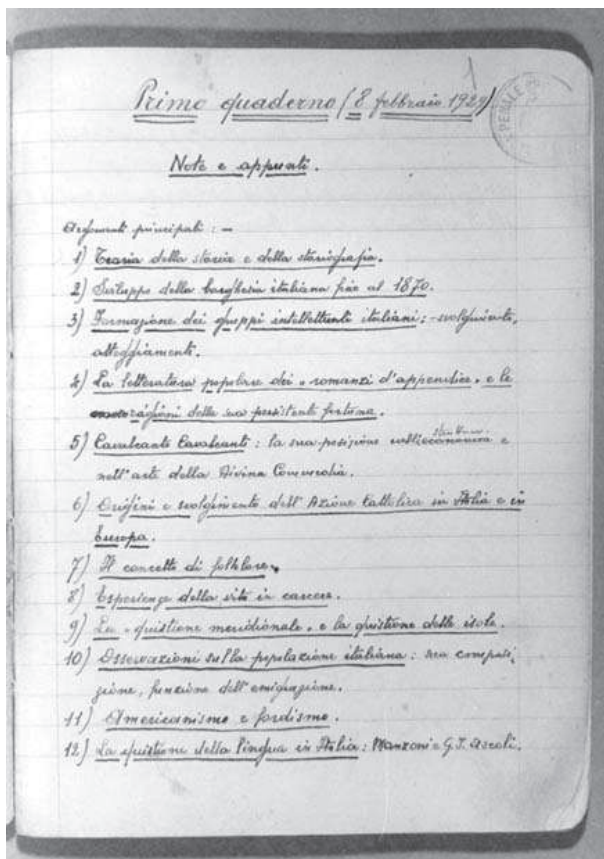 Primo quaderno (8 febbraio 1929)
Note e appunti.
Argomenti principali: –
1) Teoria della storia e della storiografia.
2) Sviluppo della borghesia italiana fino al 1870.
3) Formazione dei gruppi intellettuali italiani: – svolgimento,
atteggiamenti.
4) La letteratura popolare dei «romanzi d'appendice» e le
ragioni della sua persistente fortuna.
5) Cavalcante Cavalcanti: la sua posizione nella struttura e
nell'arte della Divina Commedia.
6) Origini e svolgimento dell'Azione Cattolica in Italia e in
Europa.
7) Il concetto di folklore.
8) Esperienze della vita in carcere.
9) La «quistione meridionale» e la quistione delle isole.
10) Osservazioni sulla popolazione italiana: sua composi-
zione, funzione dell'emigrazione.
11) Americanismo e fordismo.
12) La quistione della lingua in Italia: Manzoni e G. I. Ascoli.